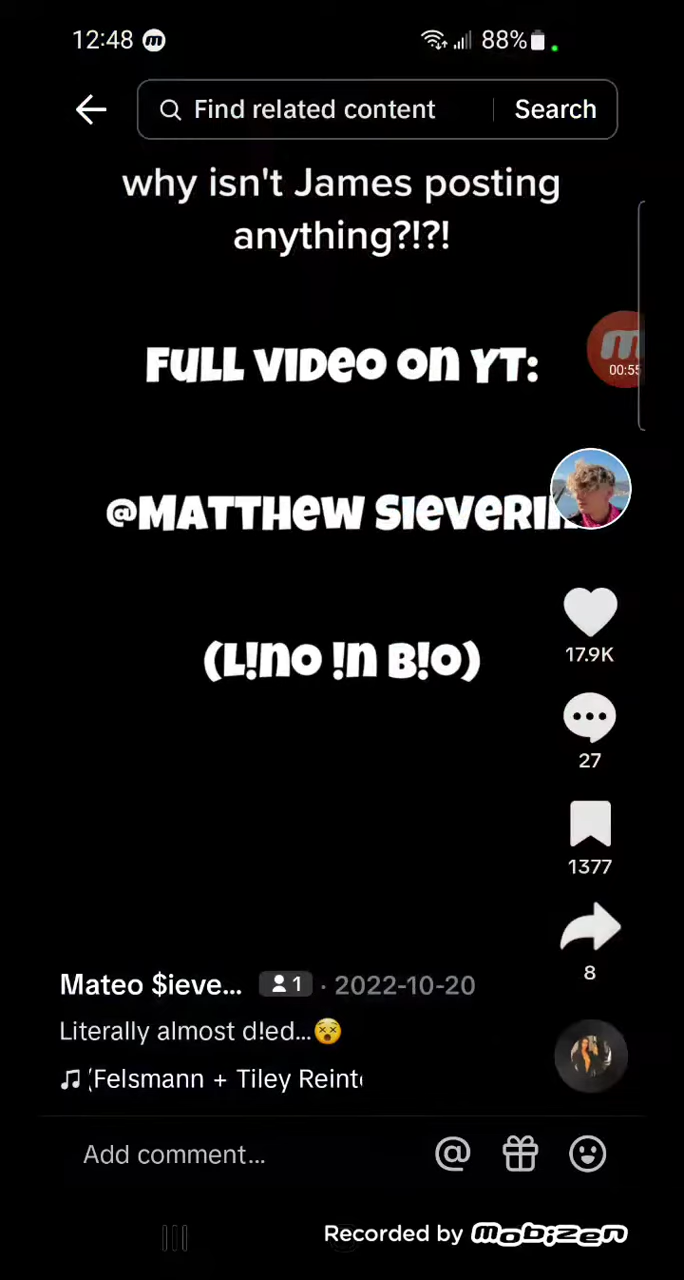 12:48
88%
Find related content
Search
why isn't James posting
anything?!?!
Full Video on YT:
00:55
@Matthew Sieverin
(L!no !n B!o)
17.9K
27
1377
8
Mateo $ieve... 1 · 2022-10-20
Literally almost d!ed...😵
(Felsmann + Tiley Reint
Add comment...
Recorded by mobizen